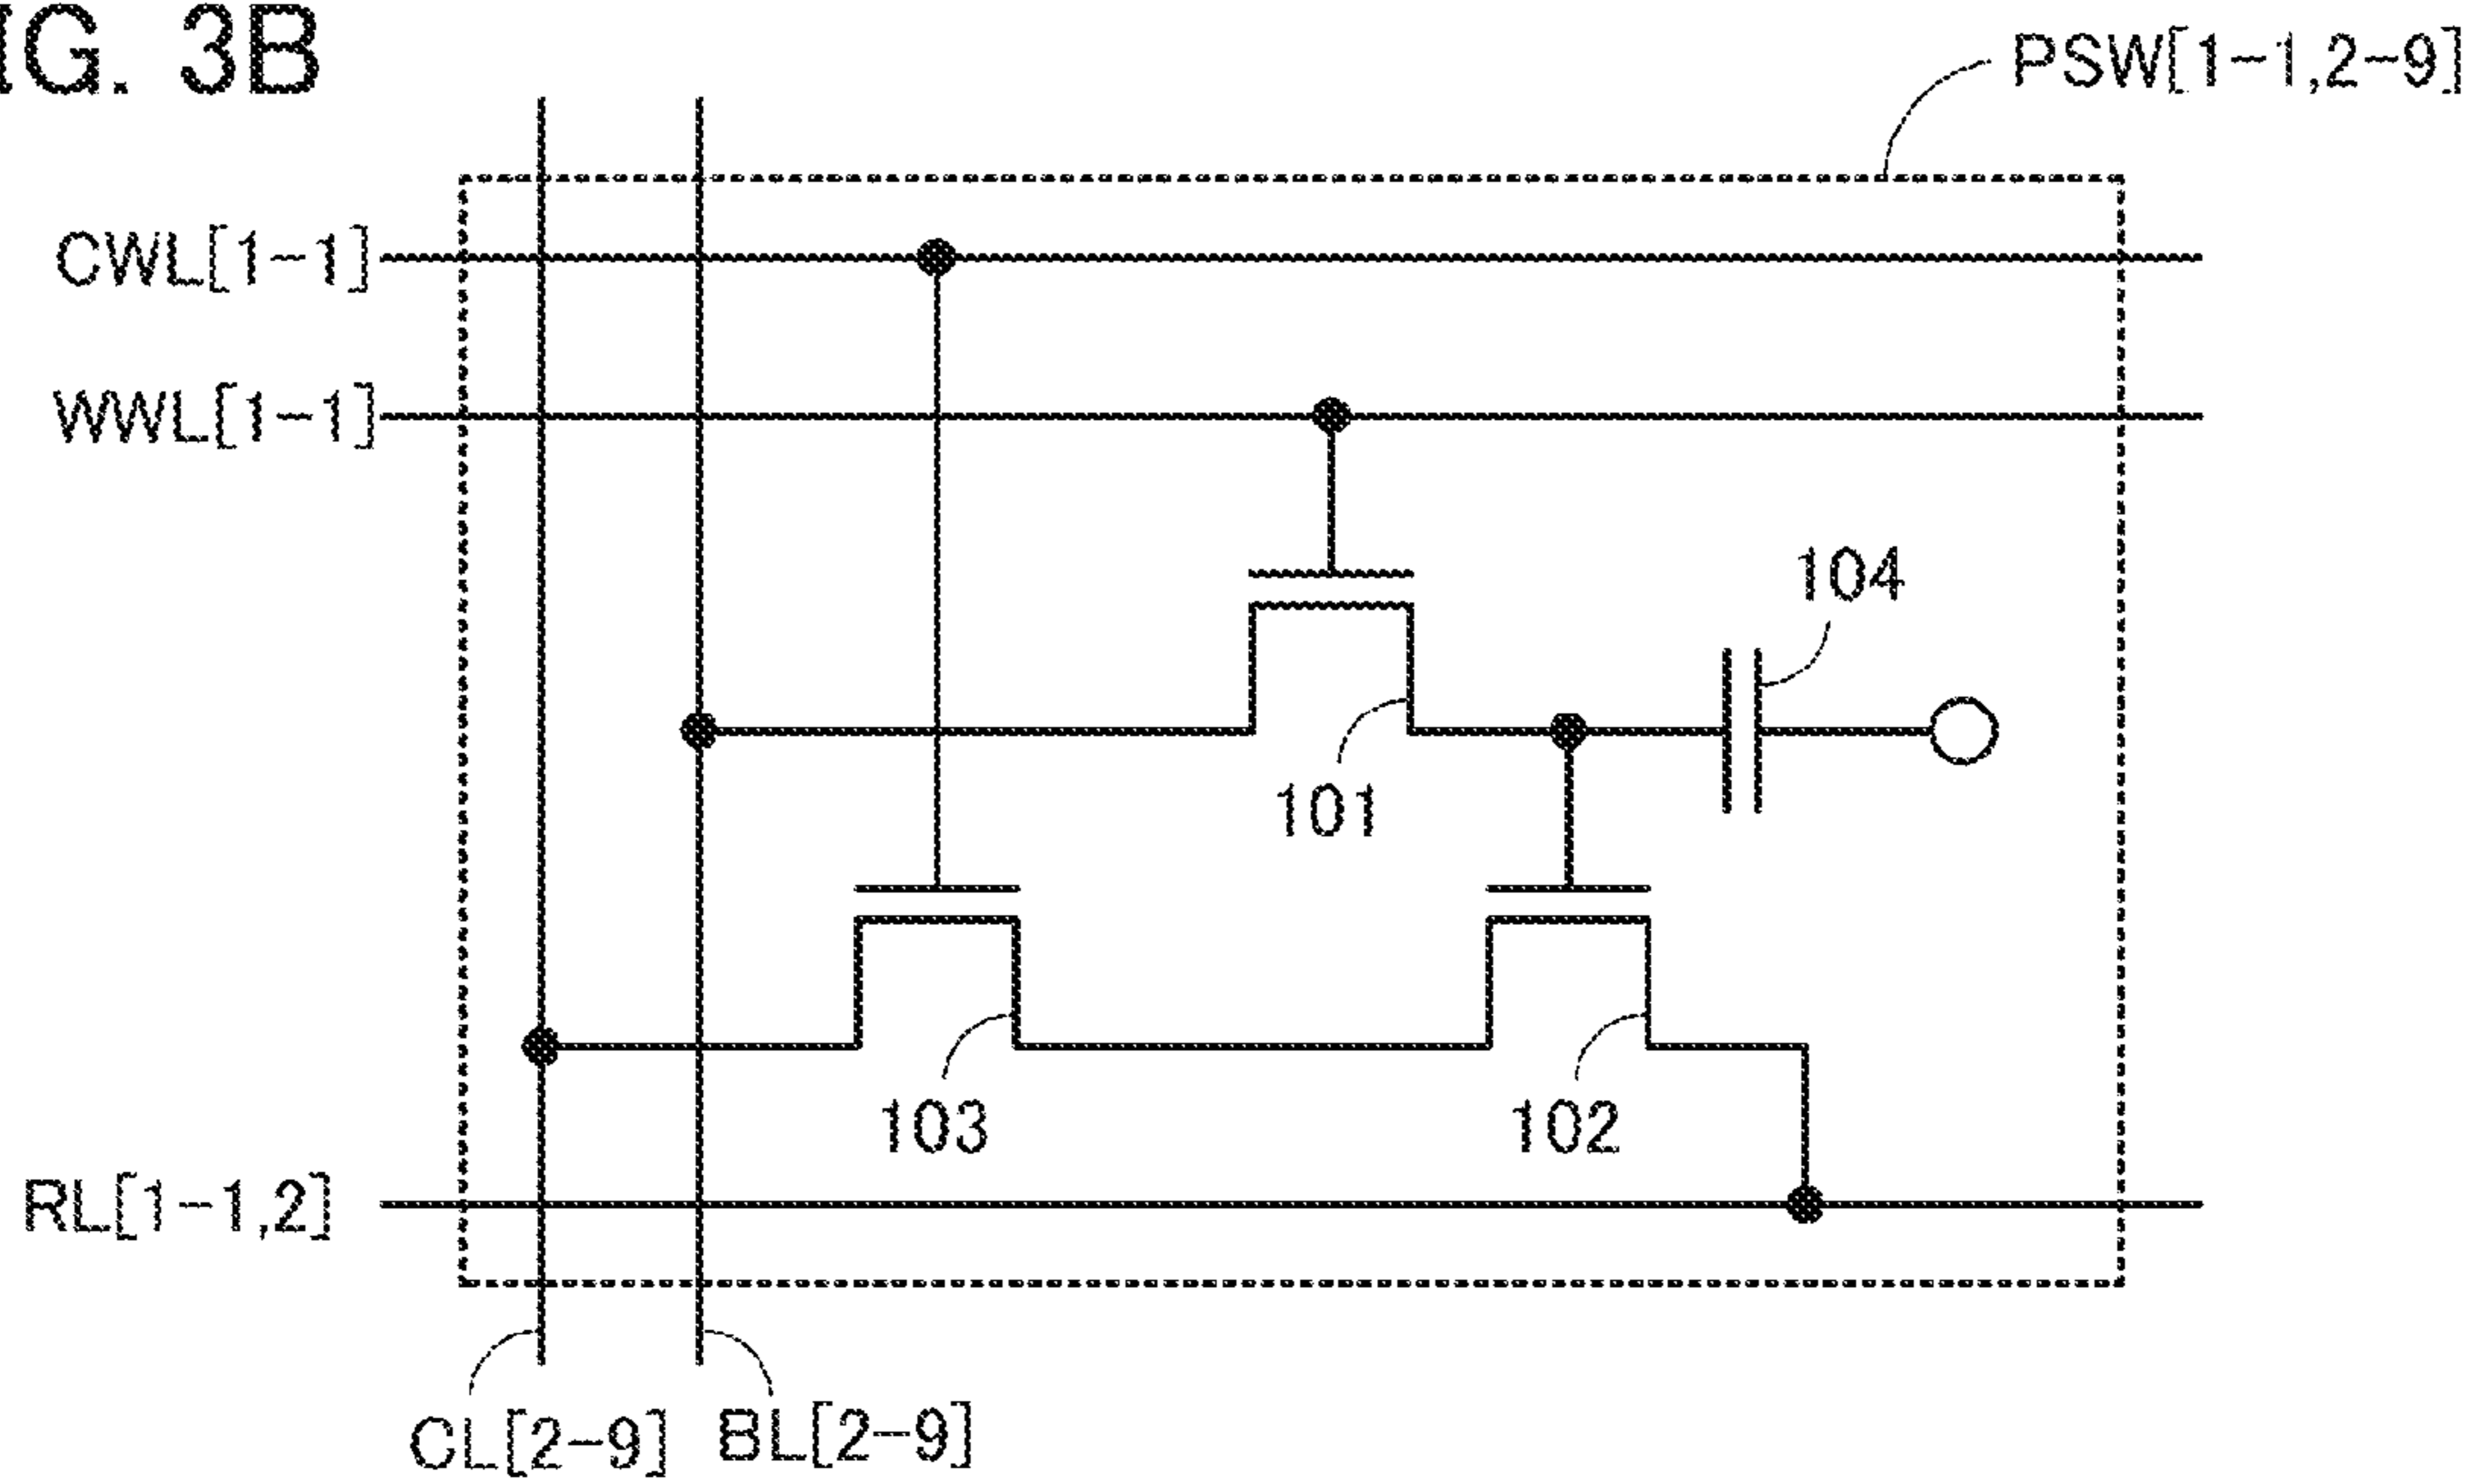 IG. 3B
PSW[1-1,2-9]
CWL[1-1]
WWL[1-1]
104
101
103
102
RL[1-1,2]
CL[2-9]
BL[2-9]